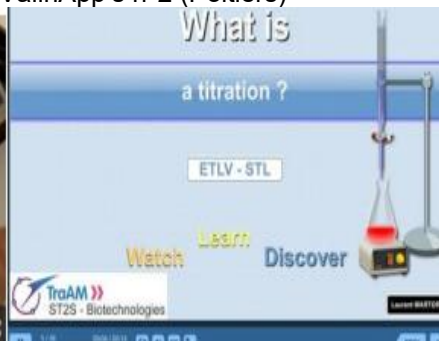 What is
a titration ?
ETLV - STL
Watch
Learn
Discover
TraAM
ST2S - Biotechnologies